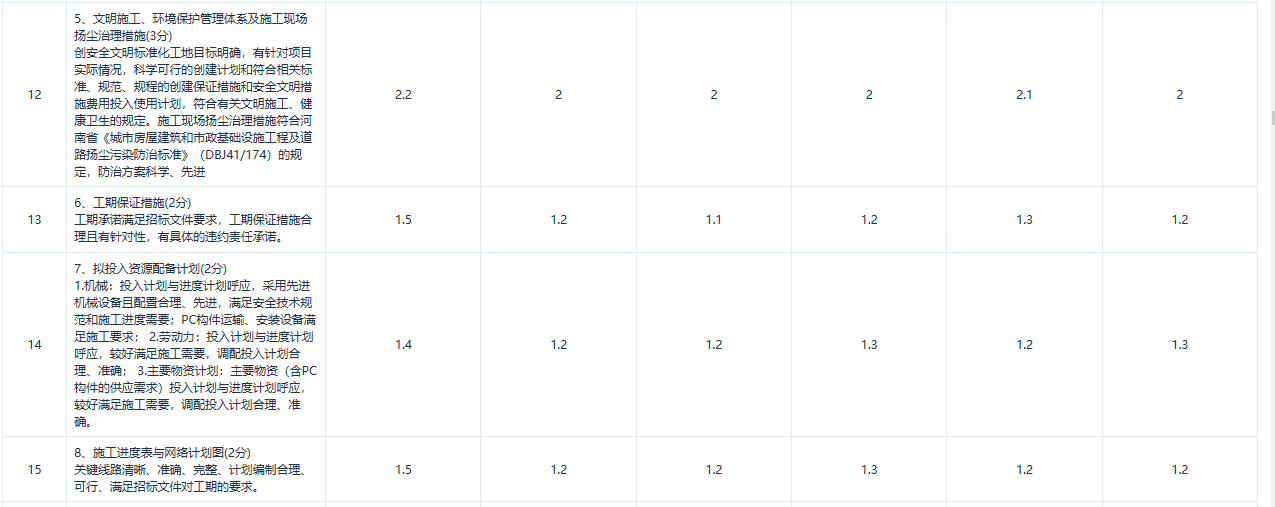 5、文明施工、环境保护管理体系及施工现场
扬尘治理措施(3分)
创安全文明标准化工地目标明确，有针对项目
实际情况，科学可行的创建计划和符合相关标
准、规范、规程的创建保证措施和安全文明措
施费用投入使用计划，符合有关文明施工、健
康卫生的规定。施工现场扬尘治理措施符合河
南省《城市房屋建筑和市政基础设施工程及道
路扬尘污染防治标准》（DBJ41/174）的规
定，防治方案科学、先进
12 2.2 2 2 2 2.1 2
6、工期保证措施(2分)
工期承诺满足招标文件要求，工期保证措施合
理且有针对性，有具体的违约责任承诺。
13 1.5 1.2 1.1 1.2 1.3 1.2
7、拟投入资源配备计划(2分)
1.机械：投入计划与进度计划呼应，采用先进
机械设备且配置合理、先进，满足安全技术规
范和施工进度需要；PC构件运输、安装设备满
足施工要求； 2.劳动力：投入计划与进度计划
呼应，较好满足施工需要，调配投入计划合
理、准确； 3.主要物资计划：主要物资（含PC
构件的供应需求）投入计划与进度计划呼应，
较好满足施工需要，调配投入计划合理、准
确。
14 1.4 1.2 1.2 1.3 1.2 1.3
8、施工进度表与网络计划图(2分)
关键线路清晰、准确、完整、计划编制合理、
可行、满足招标文件对工期的要求。
15 1.5 1.2 1.2 1.3 1.2 1.2